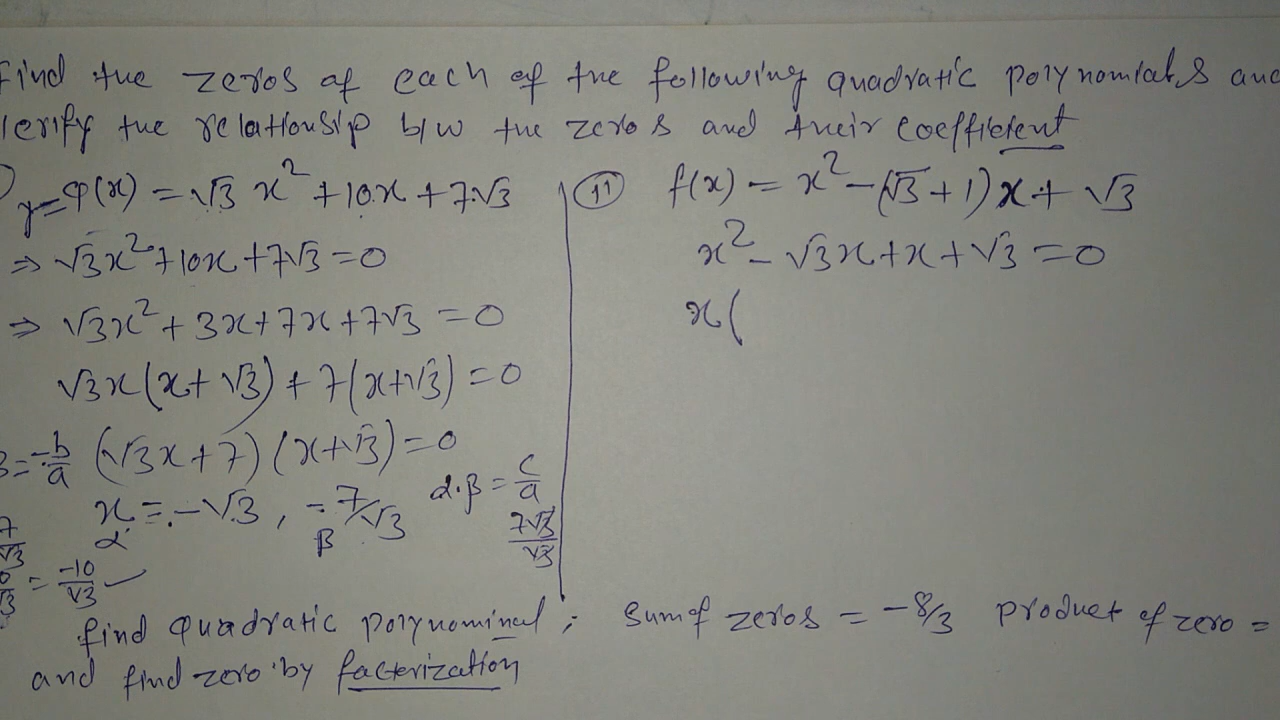 find the zeros of each of the following quadratic polynomials and
verify the relationship b/w the zeros and their coefficient
y = p(x) = √3 x² + 10x + 7√3
⇒ √3x² + 10x + 7√3 = 0
⇒ √3x² + 3x + 7x + 7√3 = 0
√3x(x + √3) + 7(x + √3) = 0
= -b/a (√3x + 7)(x + √3) = 0
x = -√3, -7/√3
α β
α.β = c/a
7√3/√3
7/√3
= -10/√3 ✓
11 f(x) = x² - (√3 + 1)x + √3
x² - √3x + x + √3 = 0
x(
find quadratic polynominal ; sum of zeros = -8/3 product of zero =
and find zero by facterization